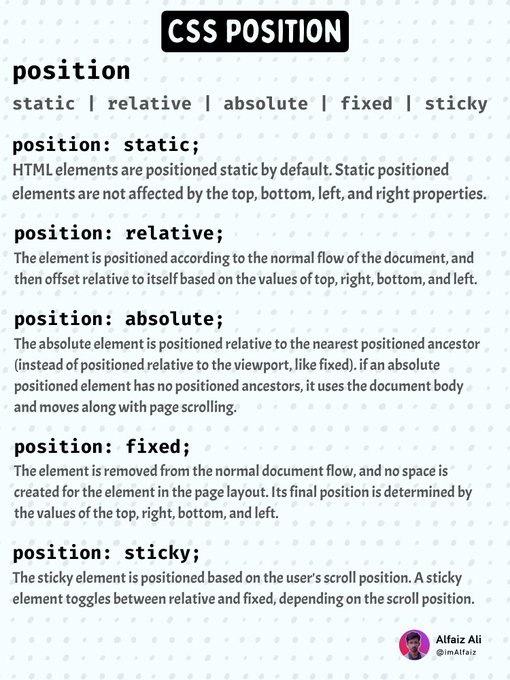 CSS POSITION
position
static | relative | absolute | fixed | sticky
position: static;
HTML elements are positioned static by default. Static positioned
elements are not affected by the top, bottom, left, and right properties.
position: relative;
The element is positioned according to the normal flow of the document, and
then offset relative to itself based on the values of top, right, bottom, and left.
position: absolute;
The absolute element is positioned relative to the nearest positioned ancestor
(instead of positioned relative to the viewport, like fixed). if an absolute
positioned element has no positioned ancestors, it uses the document body
and moves along with page scrolling.
position: fixed;
The element is removed from the normal document flow, and no space is
created for the element in the page layout. Its final position is determined by
the values of the top, right, bottom, and left.
position: sticky;
The sticky element is positioned based on the user's scroll position. A sticky
element toggles between relative and fixed, depending on the scroll position.
Alfaiz Ali
@imAlfaiz